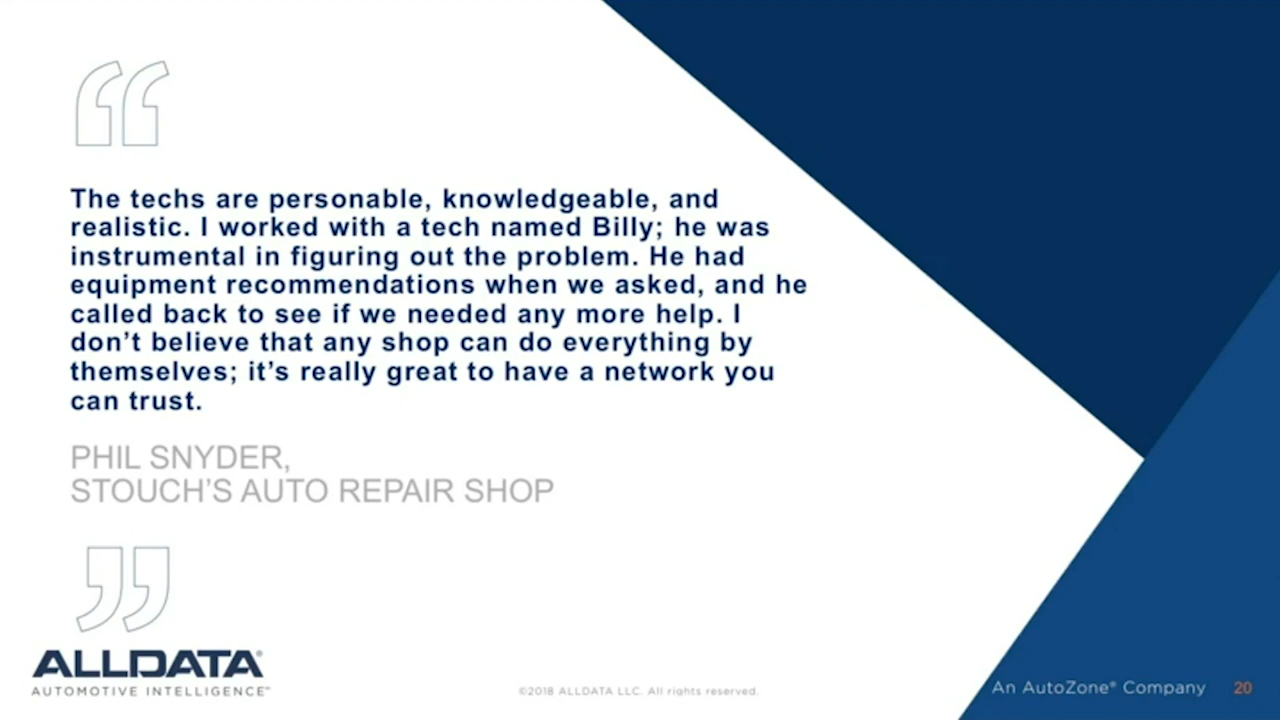 “
The techs are personable, knowledgeable, and
realistic. I worked with a tech named Billy; he was
instrumental in figuring out the problem. He had
equipment recommendations when we asked, and he
called back to see if we needed any more help. I
don’t believe that any shop can do everything by
themselves; it’s really great to have a network you
can trust.
PHIL SNYDER,
STOUCH’S AUTO REPAIR SHOP
”
ALLDATA®
AUTOMOTIVE INTELLIGENCE™
©2018 ALLDATA LLC. All rights reserved.
An AutoZone® Company 20